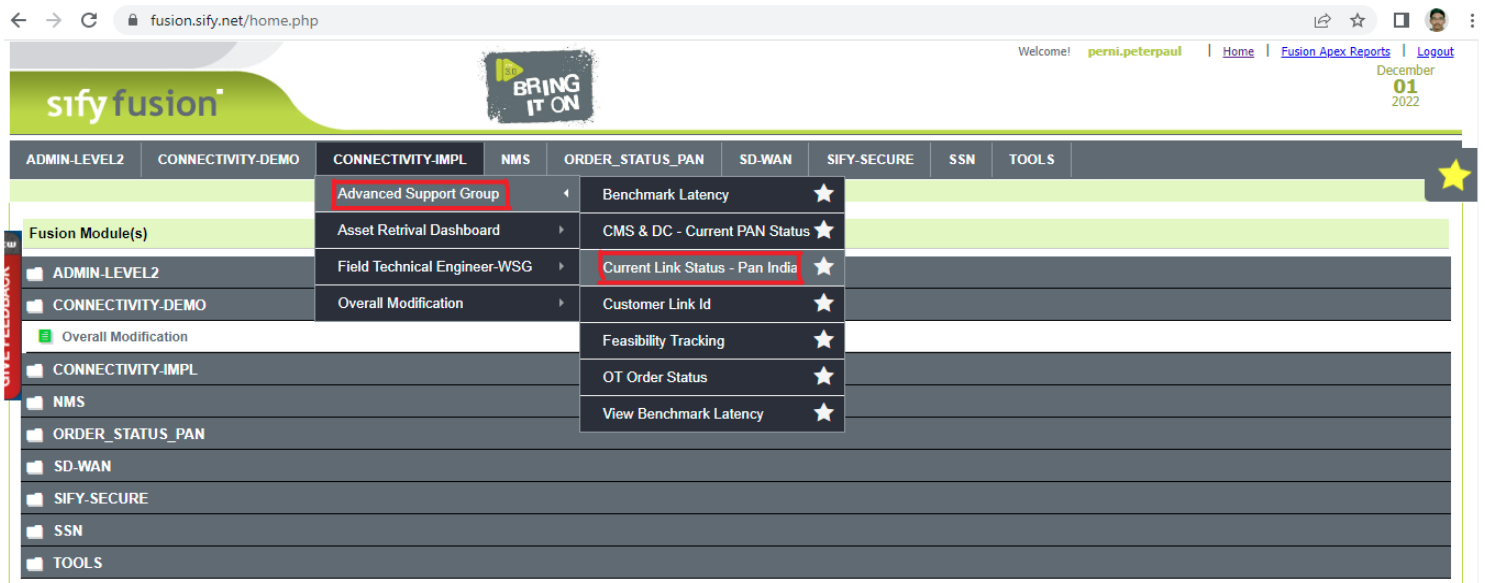 fusion.sify.net/home.php
Welcome! perni.peterpaul | Home | Fusion Apex Reports | Logout
December
01
2022
sify fusion
3.0
BRING
IT ON
ADMIN-LEVEL2 CONNECTIVITY-DEMO CONNECTIVITY-IMPL NMS ORDER_STATUS_PAN SD-WAN SIFY-SECURE SSN TOOLS
Advanced Support Group
Asset Retrival Dashboard
Field Technical Engineer-WSG
Overall Modification
Benchmark Latency
CMS & DC - Current PAN Status
Current Link Status - Pan India
Customer Link Id
Feasibility Tracking
OT Order Status
View Benchmark Latency
Fusion Module(s)
ADMIN-LEVEL2
CONNECTIVITY-DEMO
Overall Modification
CONNECTIVITY-IMPL
NMS
ORDER_STATUS_PAN
SD-WAN
SIFY-SECURE
SSN
TOOLS
GIVE FEEDBACK